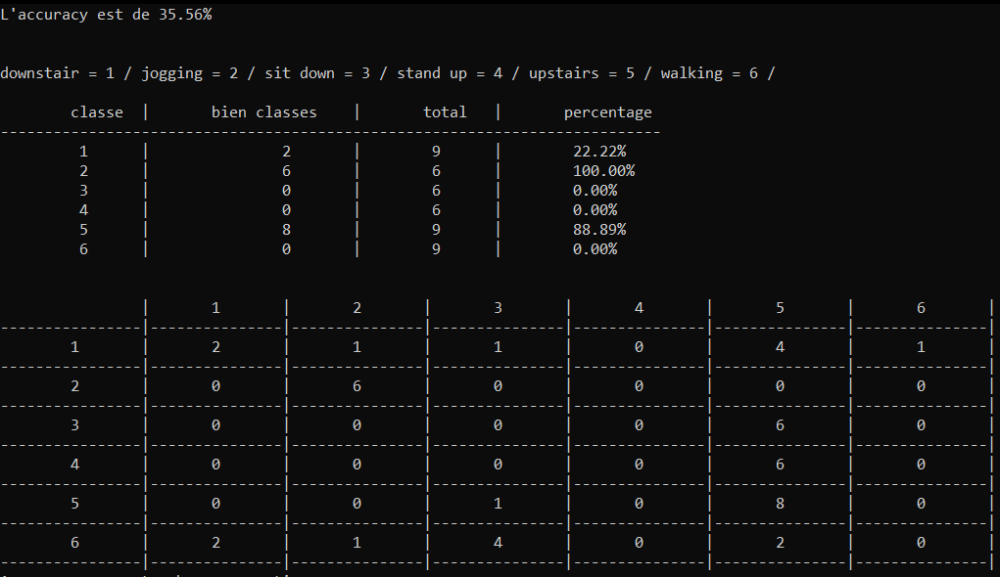 L'accuracy est de 35.56%
downstair = 1 / jogging = 2 / sit down = 3 / stand up = 4 / upstairs = 5 / walking = 6 /
classe | bien classes | total | percentage
---------------------------------------------------------------------------
1 | 2 | 9 | 22.22%
2 | 6 | 6 | 100.00%
3 | 0 | 6 | 0.00%
4 | 0 | 6 | 0.00%
5 | 8 | 9 | 88.89%
6 | 0 | 9 | 0.00%
| 1 | 2 | 3 | 4 | 5 | 6 |
----------------|---------------|---------------|---------------|---------------|---------------|---------------|
1 | 2 | 1 | 1 | 0 | 4 | 1 |
----------------|---------------|---------------|---------------|---------------|---------------|---------------|
2 | 0 | 6 | 0 | 0 | 0 | 0 |
----------------|---------------|---------------|---------------|---------------|---------------|---------------|
3 | 0 | 0 | 0 | 0 | 6 | 0 |
----------------|---------------|---------------|---------------|---------------|---------------|---------------|
4 | 0 | 0 | 0 | 0 | 6 | 0 |
----------------|---------------|---------------|---------------|---------------|---------------|---------------|
5 | 0 | 0 | 1 | 0 | 8 | 0 |
----------------|---------------|---------------|---------------|---------------|---------------|---------------|
6 | 2 | 1 | 4 | 0 | 2 | 0 |
----------------|---------------|---------------|---------------|---------------|---------------|---------------|